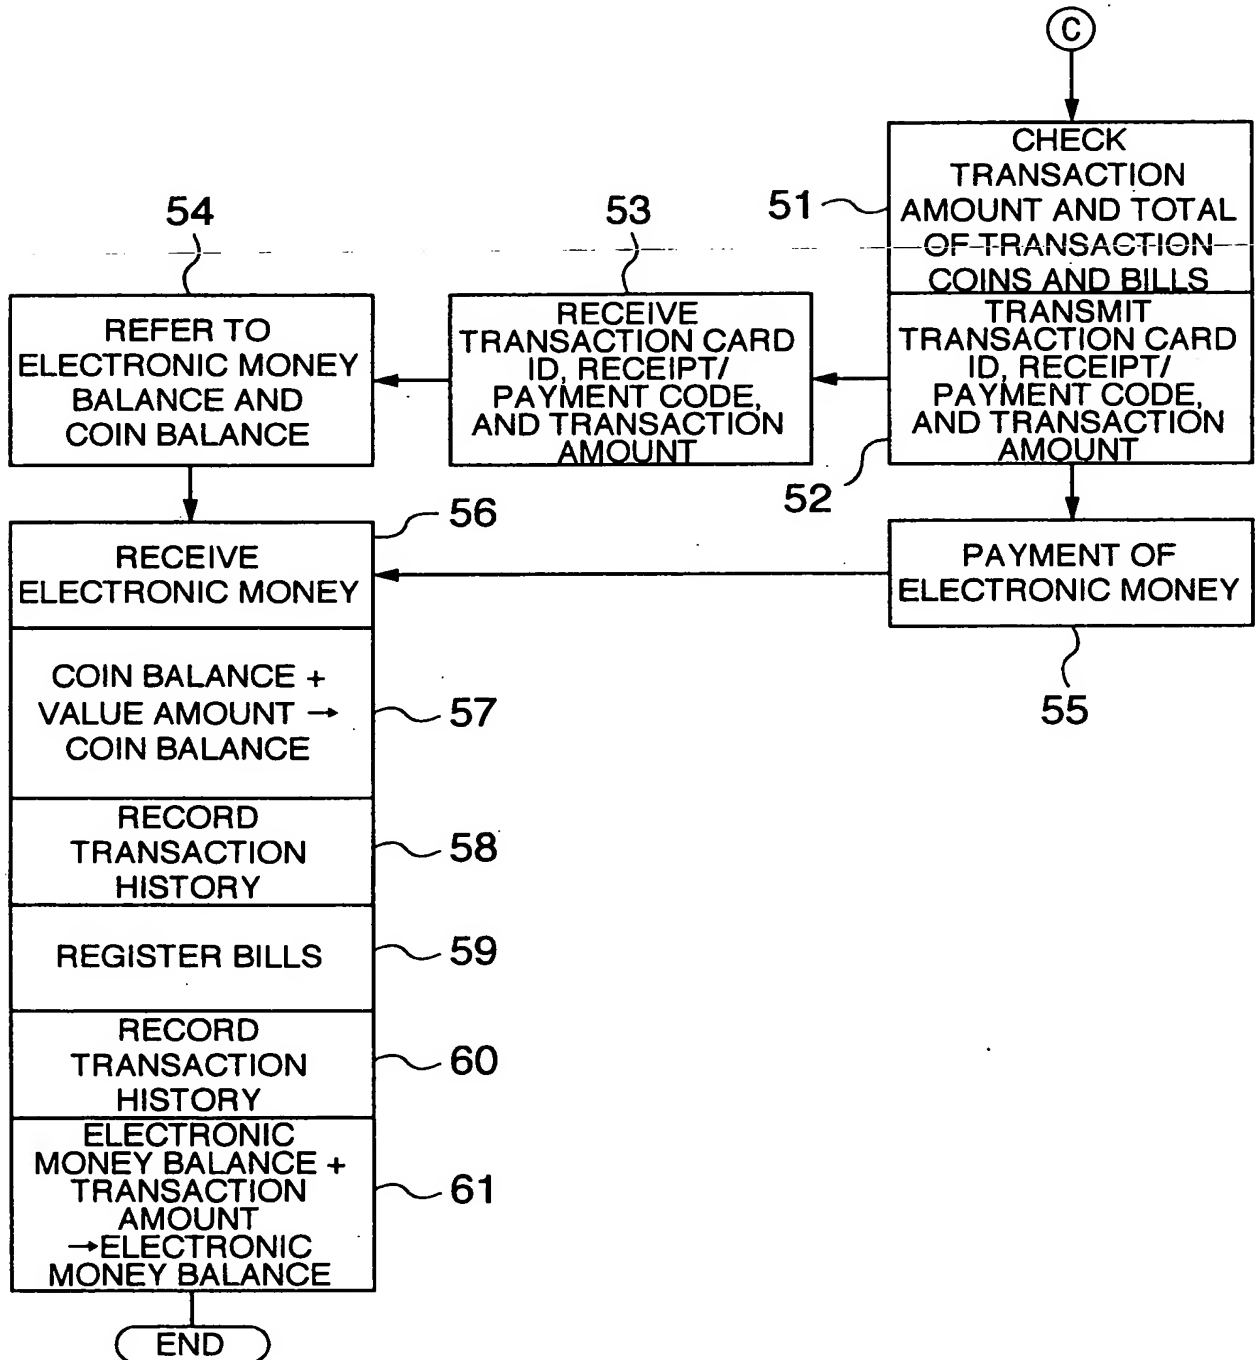 C
51
CHECK
TRANSACTION
AMOUNT AND TOTAL
OF TRANSACTION
COINS AND BILLS
54
REFER TO
ELECTRONIC MONEY
BALANCE AND
COIN BALANCE
53
RECEIVE
TRANSACTION CARD
ID, RECEIPT/
PAYMENT CODE,
AND TRANSACTION
AMOUNT
TRANSMIT
TRANSACTION CARD
ID, RECEIPT/
PAYMENT CODE,
AND TRANSACTION
AMOUNT
52
56
RECEIVE
ELECTRONIC MONEY
PAYMENT OF
ELECTRONIC MONEY
55
COIN BALANCE +
VALUE AMOUNT →
COIN BALANCE
57
RECORD
TRANSACTION
HISTORY
58
REGISTER BILLS
59
RECORD
TRANSACTION
HISTORY
60
ELECTRONIC
MONEY BALANCE +
TRANSACTION
AMOUNT
→ELECTRONIC
MONEY BALANCE
61
END